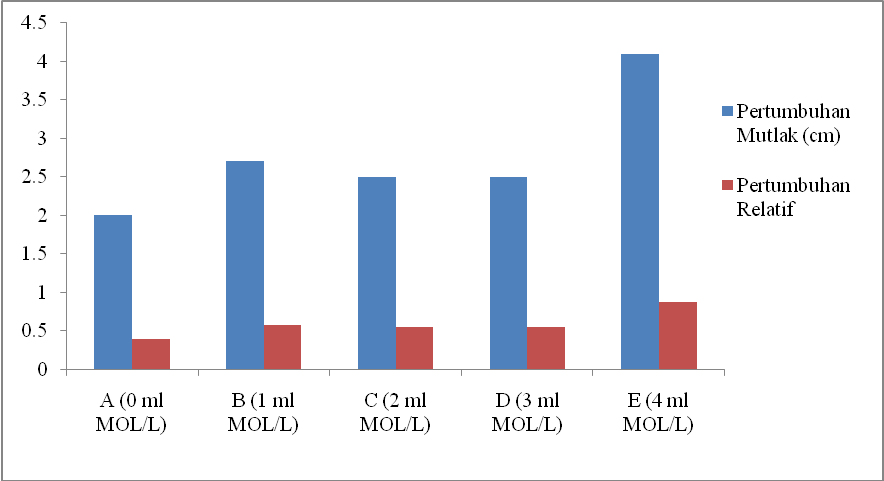 4.5
4
3.5
3
2.5
2
1.5
1
0.5
0
A (0 ml
MOL/L)
B (1 ml
MOL/L)
C (2 ml
MOL/L)
D (3 ml
MOL/L)
E (4 ml
MOL/L)
Pertumbuhan
Mutlak (cm)
Pertumbuhan
Relatif